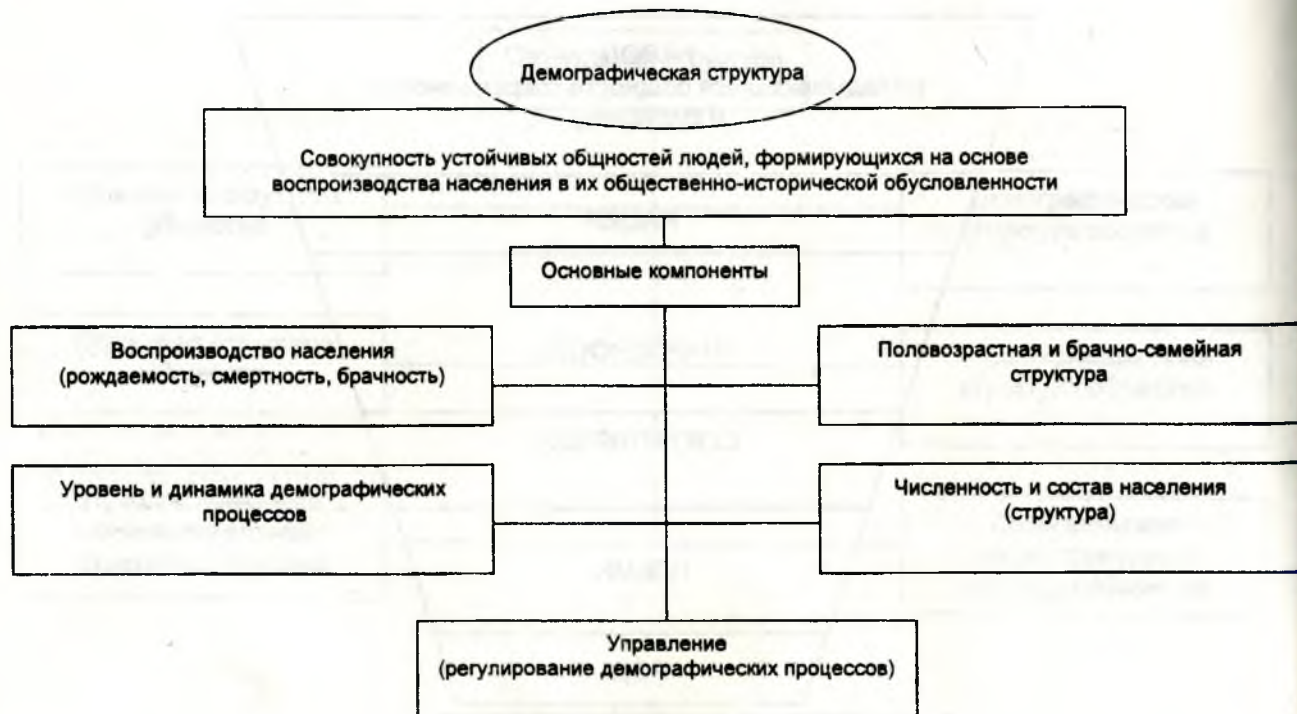 Демографическая структура
Совокупность устойчивых общностей людей, формирующихся на основе
воспроизводства населения в их общественно-исторической обусловленности
Основные компоненты
Воспроизводство населения
(рождаемость, смертность, брачность)
Половозрастная и брачно-семейная
структура
Уровень и динамика демографических
процессов
Численность и состав населения
(структура)
Управление
(регулирование демографических процессов)